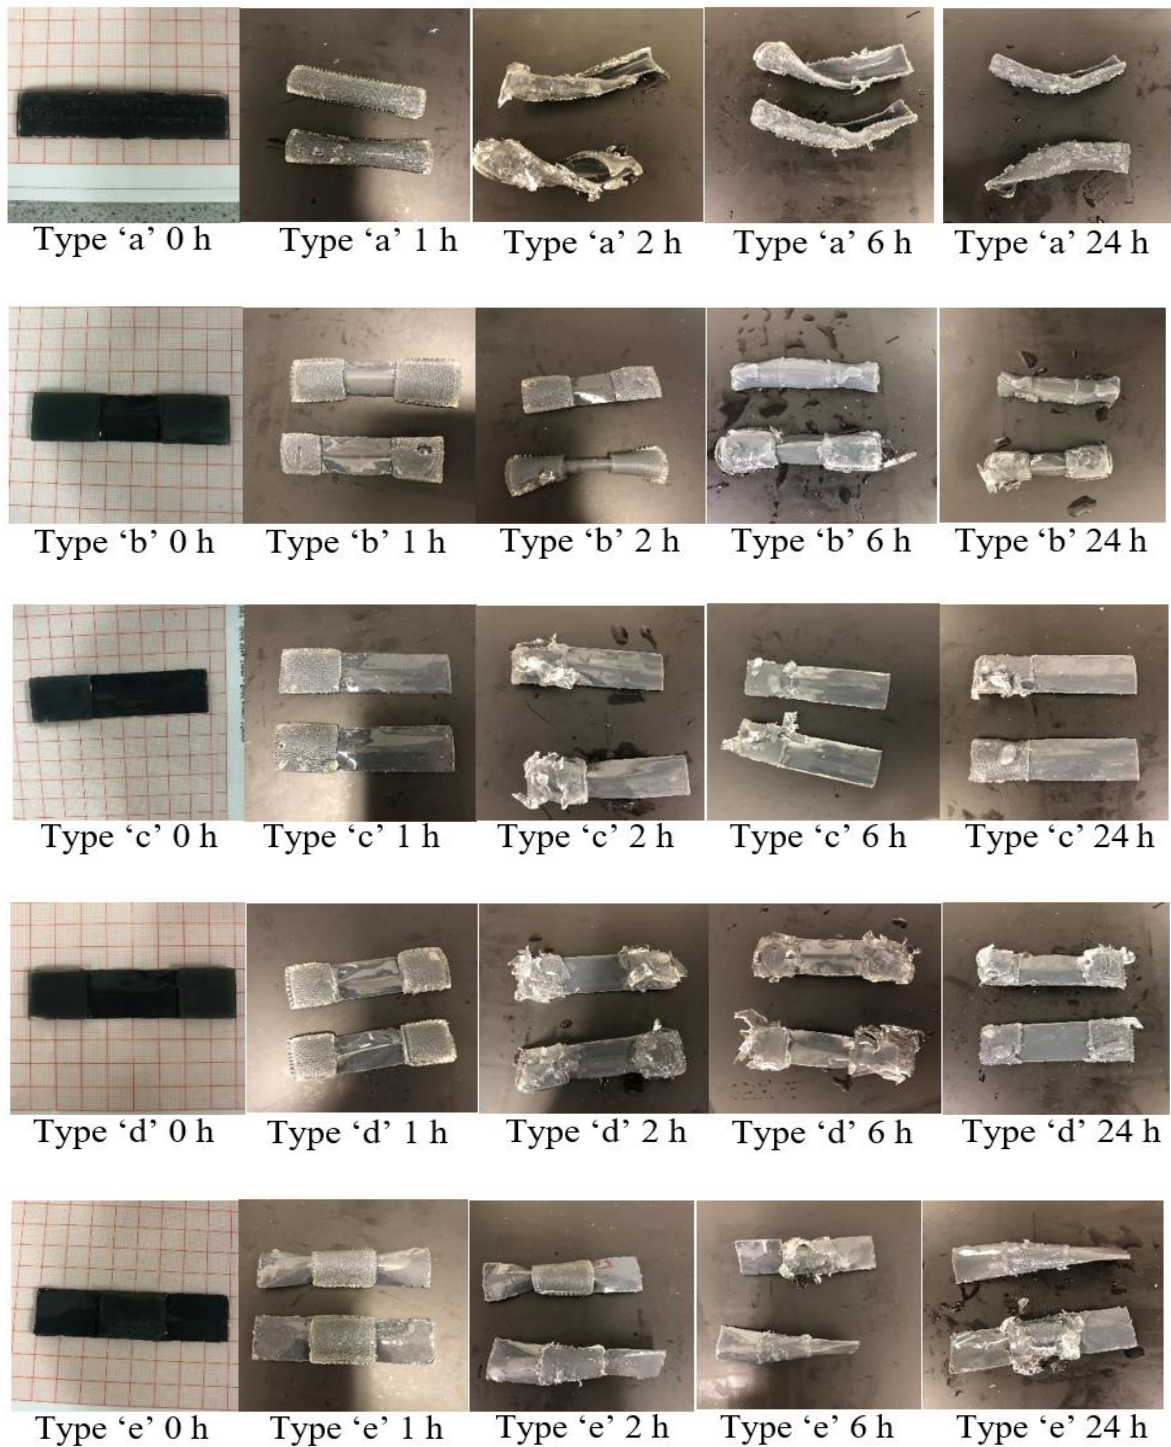 Type ‘a’ 0 h Type ‘a’ 1 h Type ‘a’ 2 h Type ‘a’ 6 h Type ‘a’ 24 h
Type ‘b’ 0 h Type ‘b’ 1 h Type ‘b’ 2 h Type ‘b’ 6 h Type ‘b’ 24 h
Type ‘c’ 0 h Type ‘c’ 1 h Type ‘c’ 2 h Type ‘c’ 6 h Type ‘c’ 24 h
Type ‘d’ 0 h Type ‘d’ 1 h Type ‘d’ 2 h Type ‘d’ 6 h Type ‘d’ 24 h
Type ‘e’ 0 h Type ‘e’ 1 h Type ‘e’ 2 h Type ‘e’ 6 h Type ‘e’ 24 h